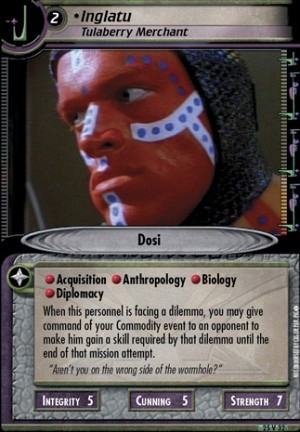 2
•Inglatu
Tulaberry Merchant
Dosi
Acquisition Anthropology Biology
Diplomacy
When this personnel is facing a dilemma, you may give
command of your Commodity event to an opponent to
make him gain a skill required by that dilemma until the
end of that mission attempt.
"Aren't you on the wrong side of the wormhole?"
INTEGRITY 5 CUNNING 5 STRENGTH 7